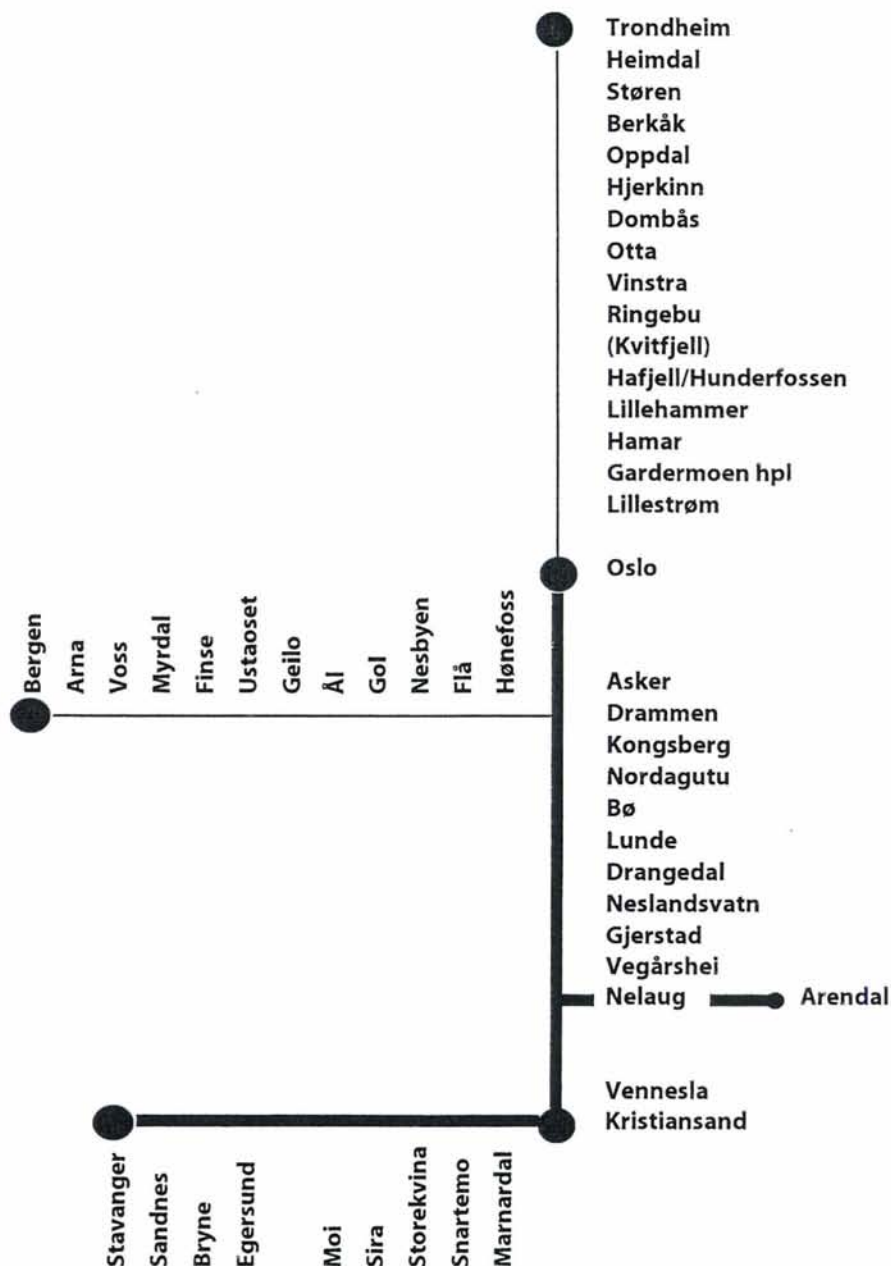 Trondheim
Heimdal
Støren
Berkåk
Oppdal
Hjerkinn
Dombås
Otta
Vinstra
Ringebu
(Kvitfjell)
Hafjell/Hunderfossen
Lillehammer
Hamar
Gardermoen hpl
Lillestrøm
Oslo
Bergen
Arna
Voss
Myrdal
Finse
Ustaoset
Geilo
Ål
Gol
Nesbyen
Flå
Hønefoss
Asker
Drammen
Kongsberg
Nordagutu
Bø
Lunde
Drangedal
Neslandsvatn
Gjerstad
Vegårshei
Nelaug
Arendal
Vennesla
Kristiansand
Stavanger
Sandnes
Bryne
Egersund
Moi
Sira
Storekvina
Snartemo
Marnardal